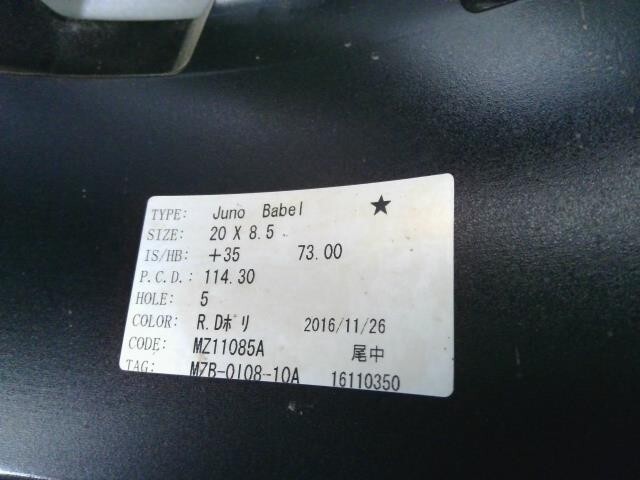 TYPE: Juno Babel ★
SIZE: 20 X 8.5
IS/HB: +35 73.00
P.C.D.: 114.30
HOLE: 5
COLOR: R.Dﾎﾟﾘ 2016/11/26
CODE: MZ11085A 尾中
TAG: MZB-0108-10A 16110350